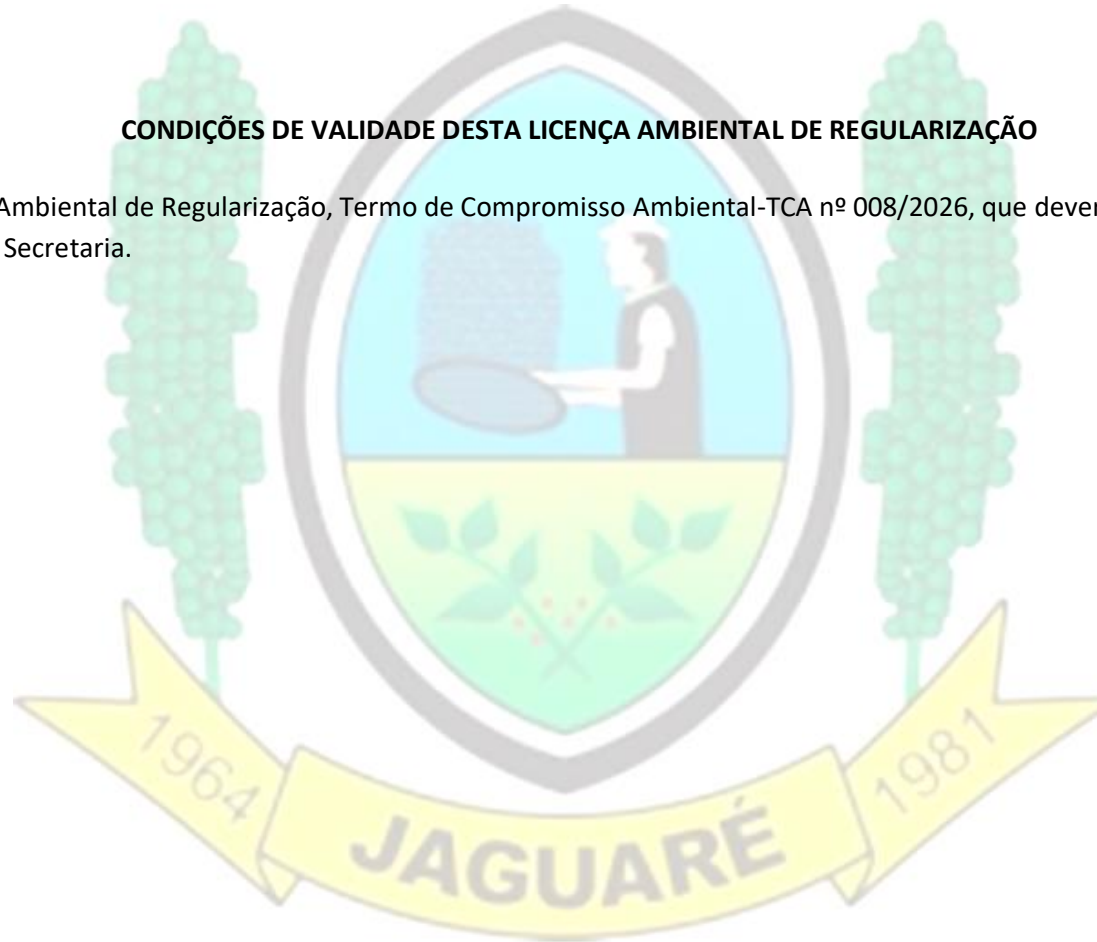 CONDIÇÕES DE VALIDADE DESTA LICENÇA AMBIENTAL DE REGULARIZAÇÃO
Ambiental de Regularização, Termo de Compromisso Ambiental-TCA nº 008/2026, que dever
Secretaria.
1964
JAGUARÉ
1981